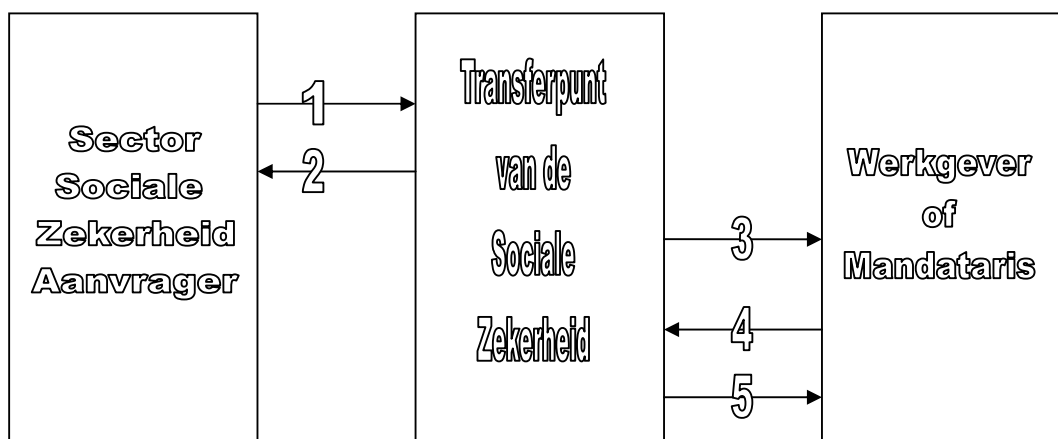 Sector
Sociale
Zekerheid
Aanvrager
1
2
Transferpunt
van de
Sociale
Zekerheid
3
4
5
Werkgever
of
Mandataris